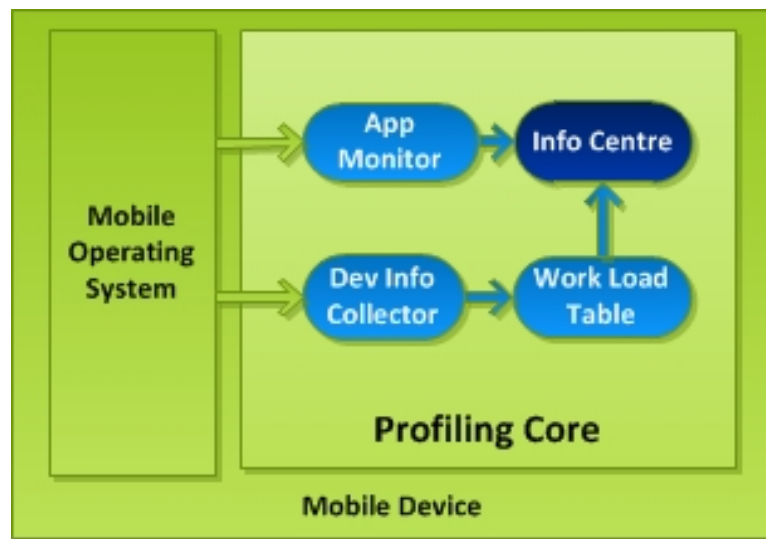 App
Monitor
Info Centre
Mobile
Operating
System
Dev Info
Collector
Work Load
Table
Profiling Core
Mobile Device